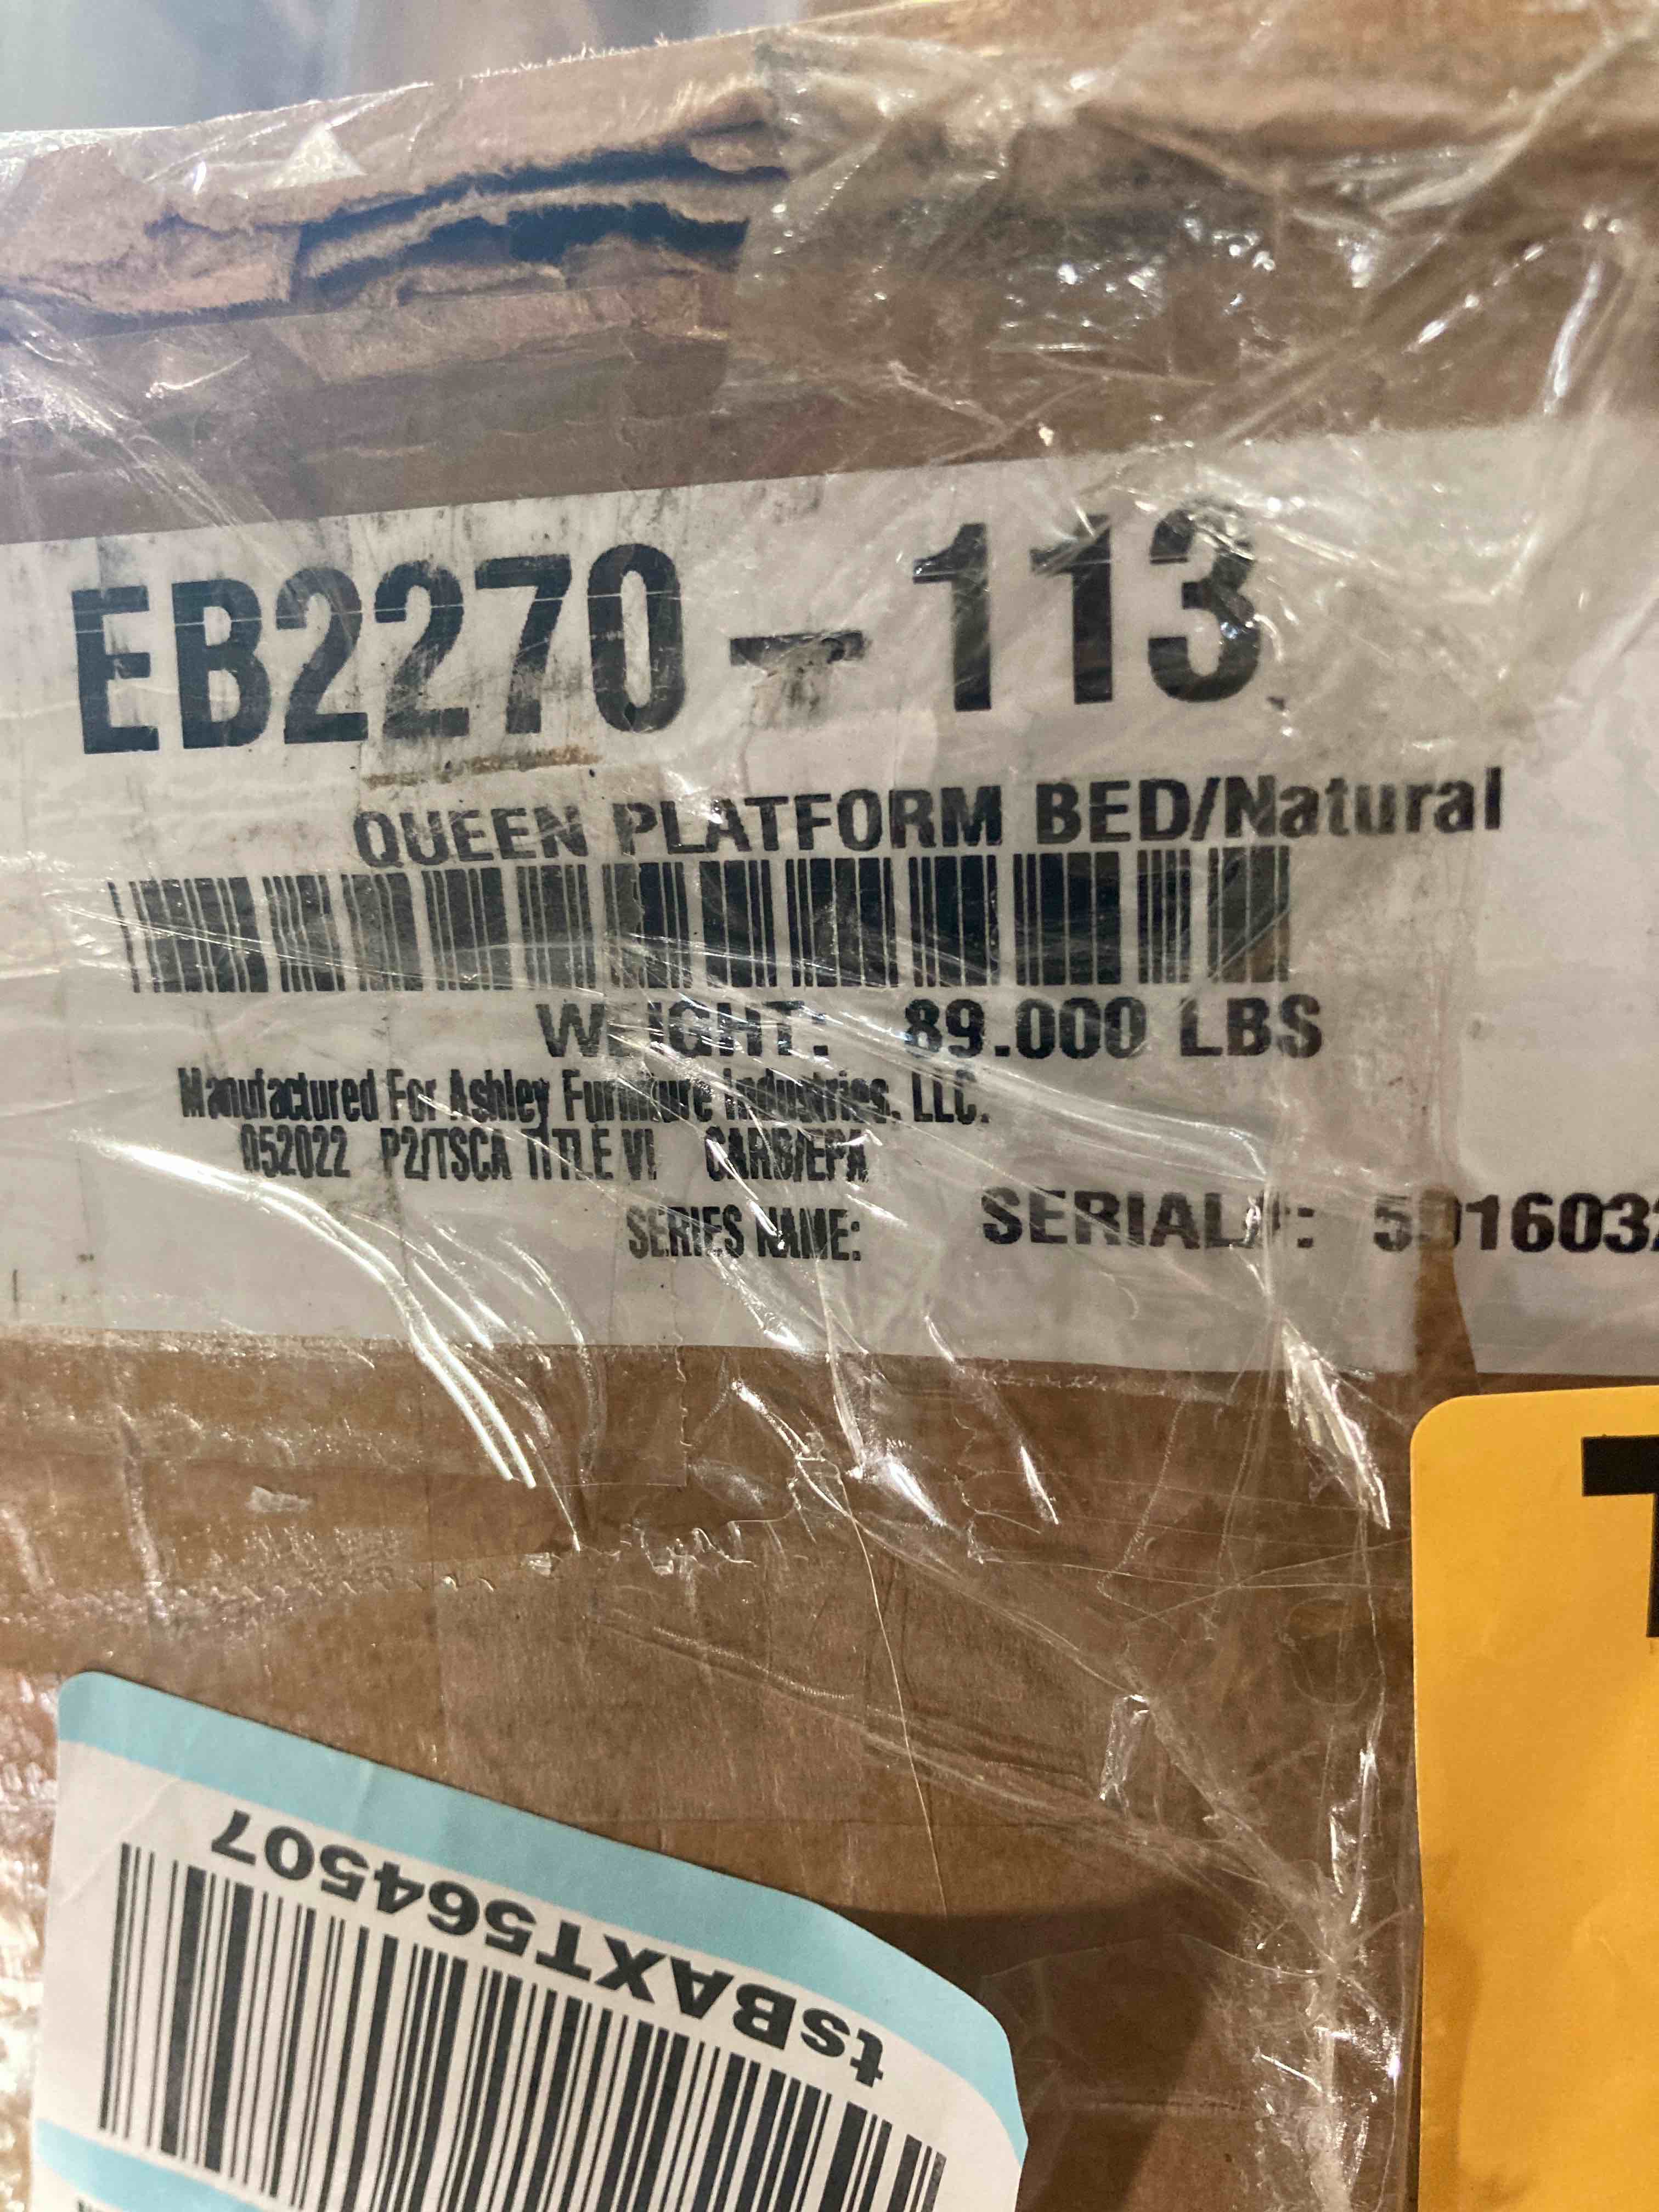 EB2270-113
QUEEN PLATFORM BED/Natural
WEIGHT: 89.000 LBS
Manufactured For Ashley Furniture Industries, LLC.
052022 P2/TSCA TITLE VI CARB/EPA
SERIES NAME: SERIAL#:
tsBAXT564507